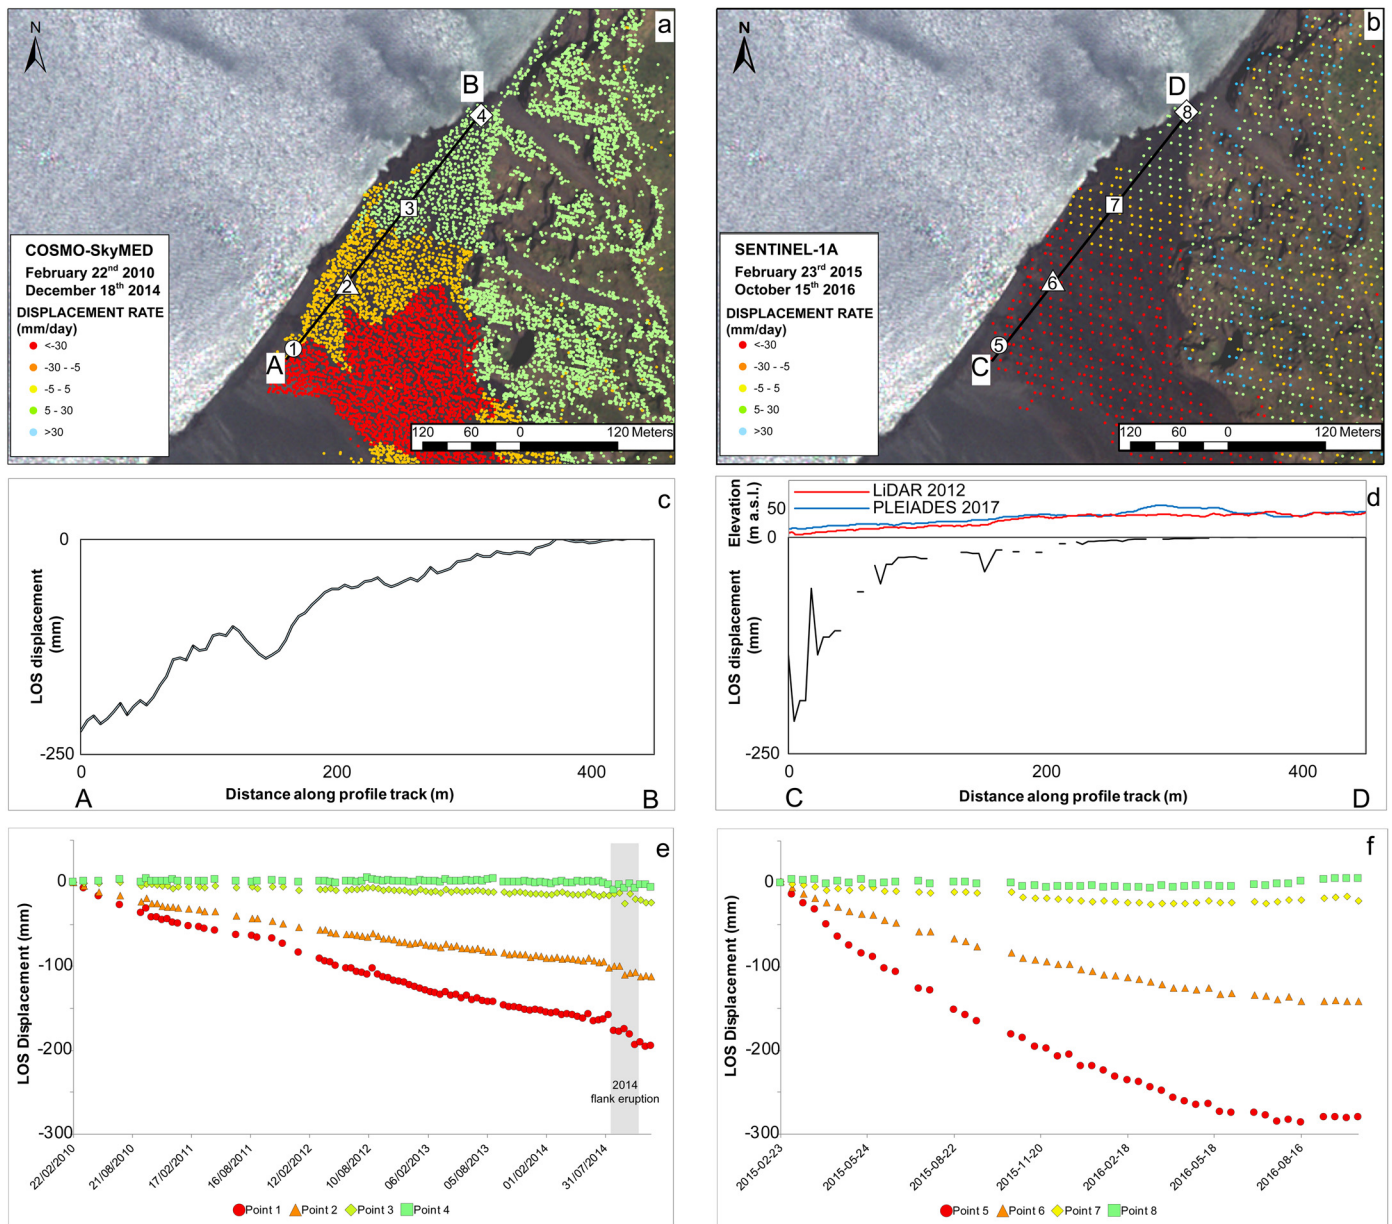 N
a
B
4
3
2
1
A
COSMO-SkyMED
February 22nd 2010
December 18th 2014
DISPLACEMENT RATE
(mm/day)
<-30
-30 - -5
-5 - 5
5 - 30
>30
120 60 0 120 Meters
N
b
D
8
7
6
5
C
SENTINEL-1A
February 23rd 2015
October 15th 2016
DISPLACEMENT RATE
(mm/day)
<-30
-30 - -5
-5 - 5
5 - 30
>30
120 60 0 120 Meters
c
LOS displacement
(mm)
0
-250
0 200 400
A Distance along profile track (m) B
d
LiDAR 2012
PLEIADES 2017
Elevation
(m a.s.l.)
50
0
LOS displacement
(mm)
-250
0 200 400
C Distance along profile track (m) D
e
LOS Displacement (mm)
0
-100
-200
-300
2014
flank eruption
22/02/2010 21/08/2010 17/02/2011 16/08/2011 12/02/2012 10/08/2012 06/02/2013 05/08/2013 01/02/2014 31/07/2014
Point 1 Point 2 Point 3 Point 4
f
LOS Displacement (mm)
0
-100
-200
-300
2015-02-23 2015-05-24 2015-08-22 2015-11-20 2016-02-18 2016-05-18 2016-08-16
Point 5 Point 6 Point 7 Point 8